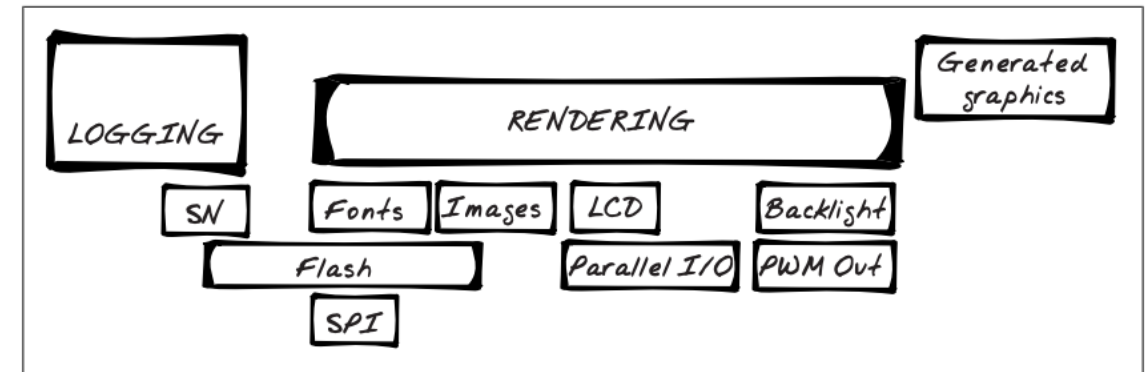 Generated
graphics
LOGGING
RENDERING
SN
Fonts
Images
LCD
Backlight
Flash
Parallel I/O
PWM Out
SPI